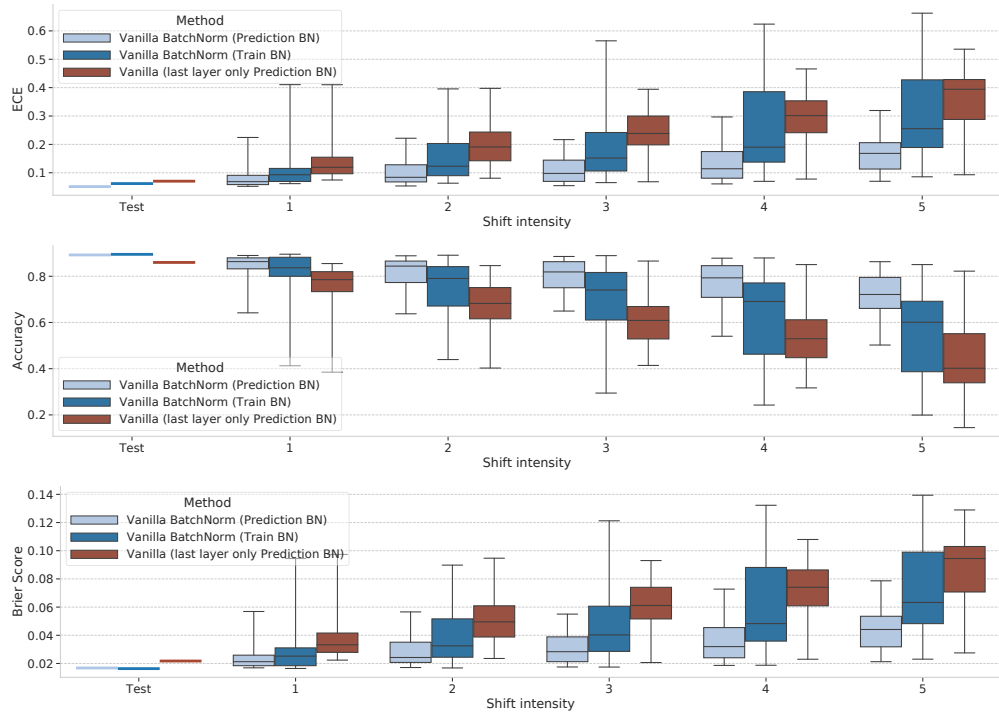 Method
Vanilla BatchNorm (Prediction BN)
Vanilla BatchNorm (Train BN)
Vanilla (last layer only Prediction BN)
ECE
0.6
0.5
0.4
0.3
0.2
0.1
Test 1 2 3 4 5
Shift intensity
Accuracy
0.8
0.6
0.4
0.2
Method
Vanilla BatchNorm (Prediction BN)
Vanilla BatchNorm (Train BN)
Vanilla (last layer only Prediction BN)
Test 1 2 3 4 5
Shift intensity
Brier Score
0.14
0.12
0.10
0.08
0.06
0.04
0.02
Method
Vanilla BatchNorm (Prediction BN)
Vanilla BatchNorm (Train BN)
Vanilla (last layer only Prediction BN)
Test 1 2 3 4 5
Shift intensity